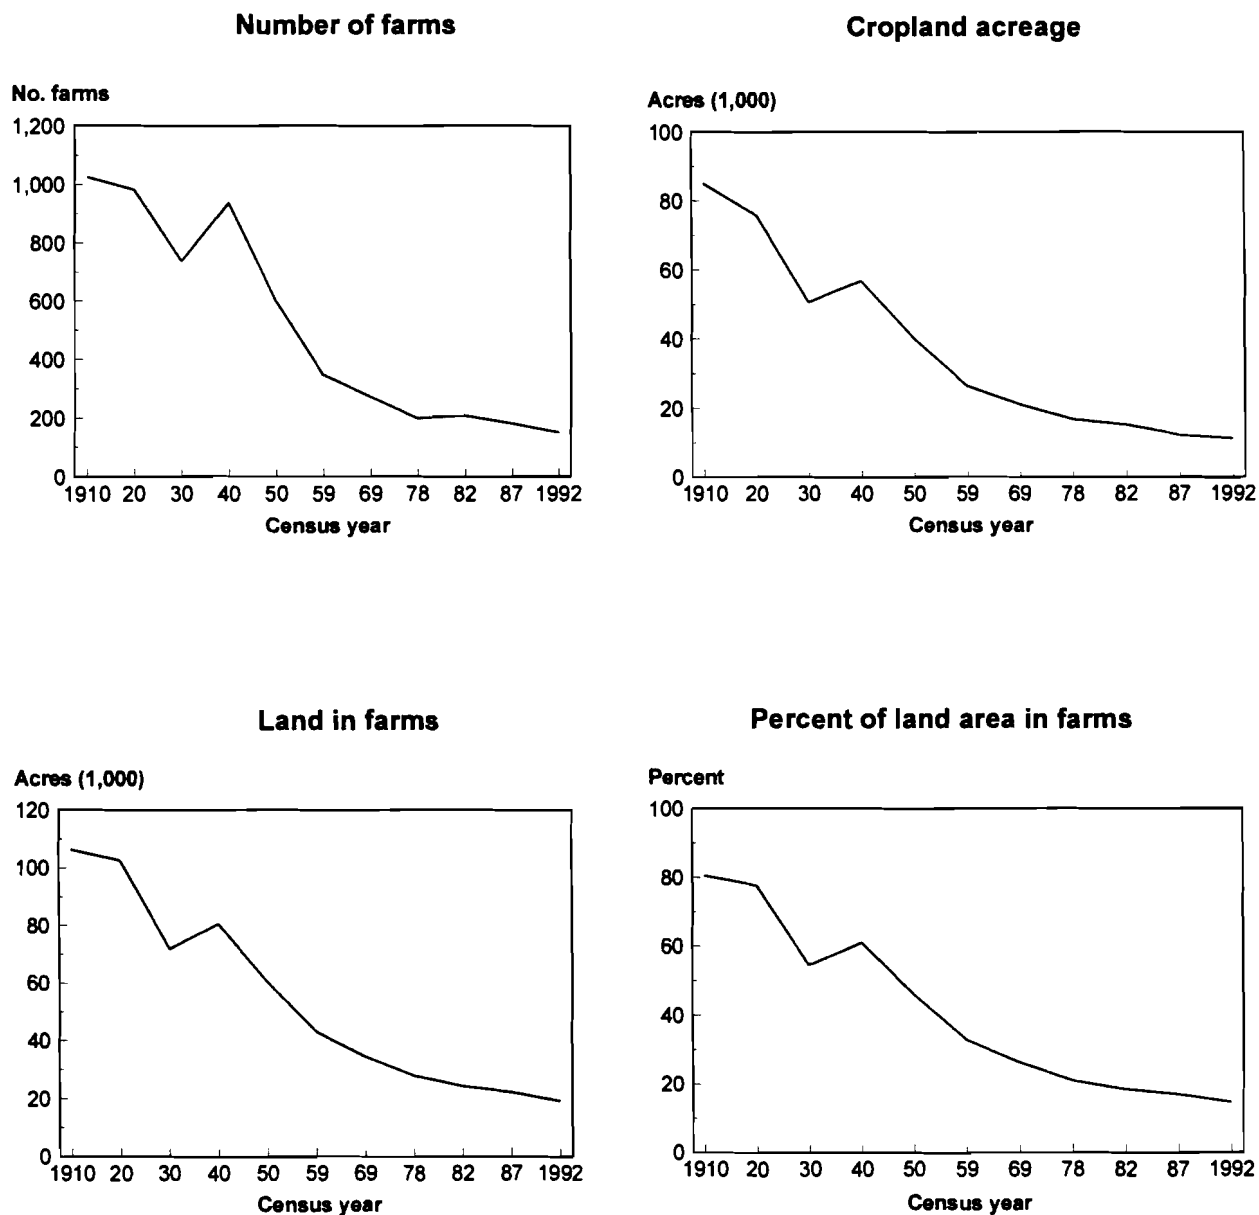 Number of farms
No. farms
1,200
1,000
800
600
400
200
0
1910 20 30 40 50 59 69 78 82 87 1992
Census year
Cropland acreage
Acres (1,000)
100
80
60
40
20
0
1910 20 30 40 50 59 69 78 82 87 1992
Census year
Land in farms
Acres (1,000)
120
100
80
60
40
20
0
1910 20 30 40 50 59 69 78 82 87 1992
Census year
Percent of land area in farms
Percent
100
80
60
40
20
0
1910 20 30 40 50 59 69 78 82 87 1992
Census year